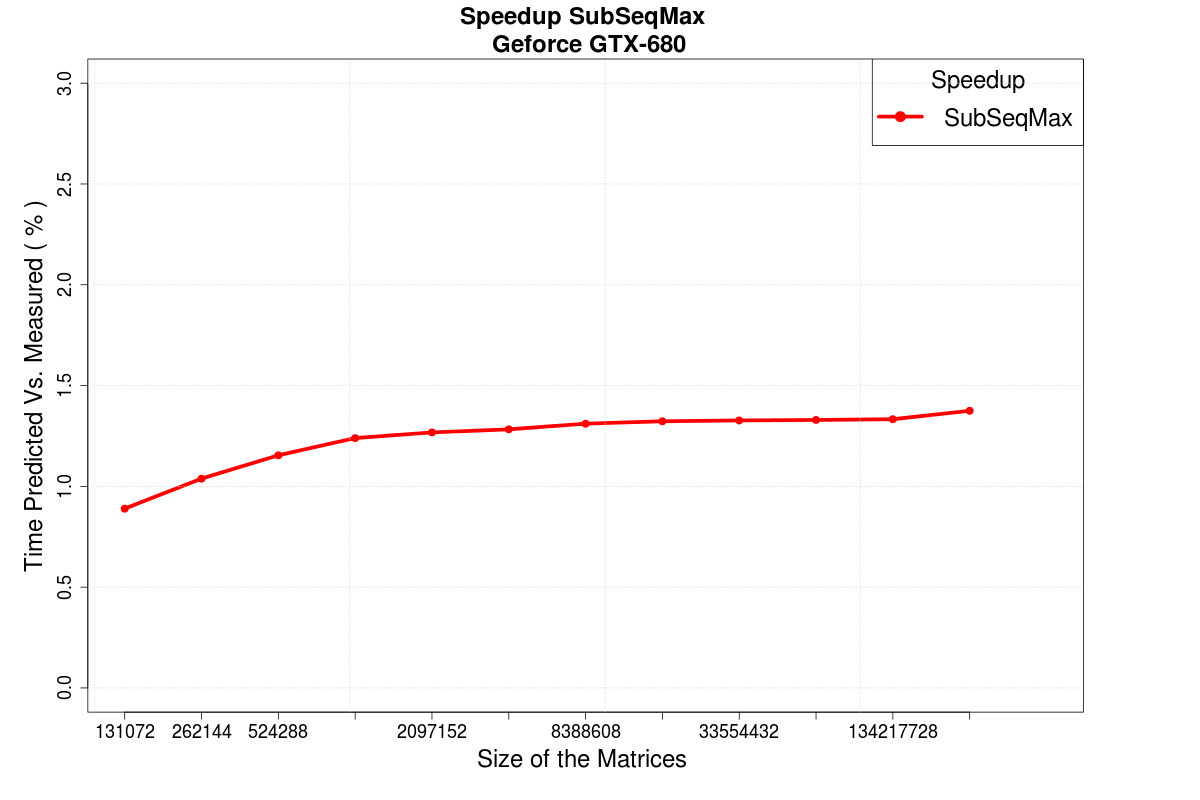 Speedup SubSeqMax
Geforce GTX-680
Speedup
SubSeqMax
Time Predicted Vs. Measured ( % )
3.0
2.5
2.0
1.5
1.0
0.5
0.0
131072 262144 524288 2097152 8388608 33554432 134217728
Size of the Matrices